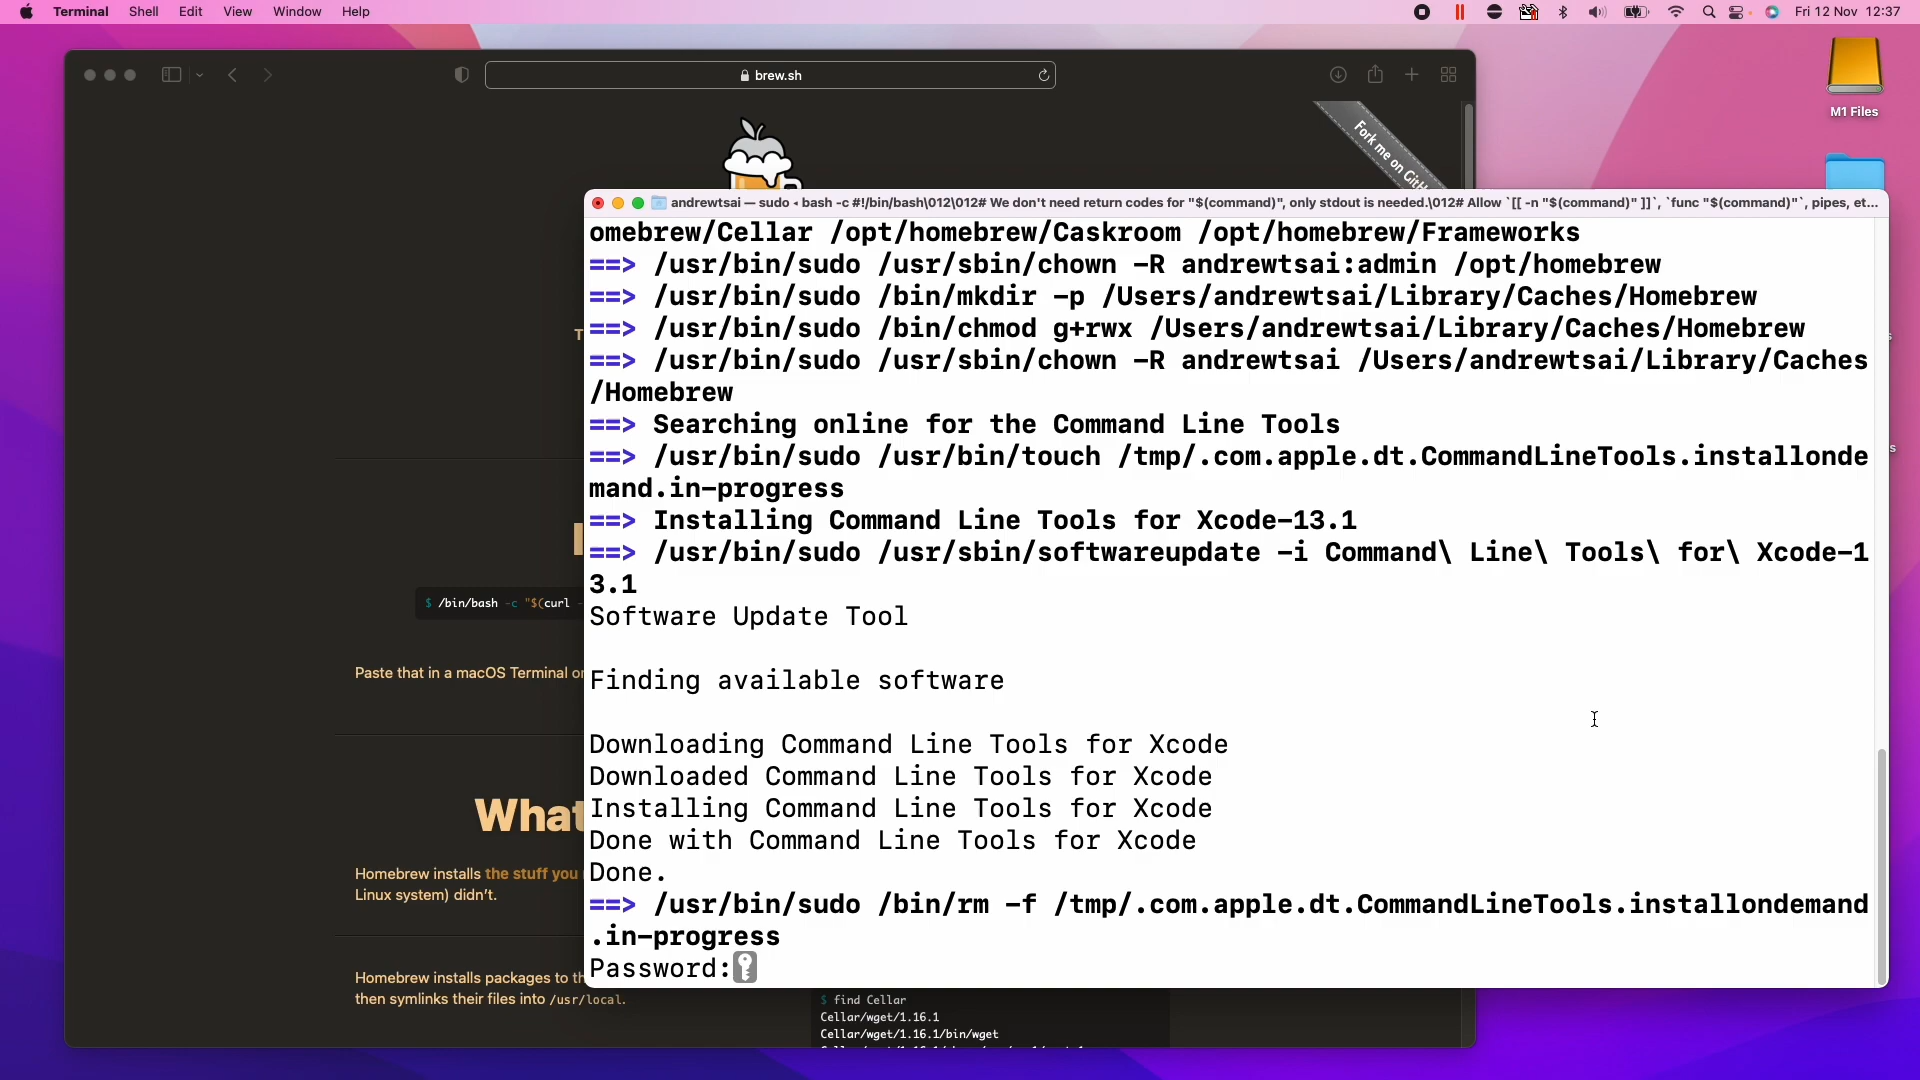 Terminal Shell Edit View Window Help
Fri 12 Nov 12:37
brew.sh
M1 Files
Fork me on GitH
andrewtsai — sudo ◂ bash -c #!/bin/bash\012\012# We don't need return codes for "$(command)", only stdout is needed.\012# Allow `[[ -n "$(command)" ]]`, `func "$(command)"`, pipes, et...
omebrew/Cellar /opt/homebrew/Caskroom /opt/homebrew/Frameworks
==> /usr/bin/sudo /usr/sbin/chown -R andrewtsai:admin /opt/homebrew
==> /usr/bin/sudo /bin/mkdir -p /Users/andrewtsai/Library/Caches/Homebrew
==> /usr/bin/sudo /bin/chmod g+rwx /Users/andrewtsai/Library/Caches/Homebrew
==> /usr/bin/sudo /usr/sbin/chown -R andrewtsai /Users/andrewtsai/Library/Caches
/Homebrew
==> Searching online for the Command Line Tools
==> /usr/bin/sudo /usr/bin/touch /tmp/.com.apple.dt.CommandLineTools.installonde
mand.in-progress
==> Installing Command Line Tools for Xcode-13.1
==> /usr/bin/sudo /usr/sbin/softwareupdate -i Command\ Line\ Tools\ for\ Xcode-1
3.1
Software Update Tool
Finding available software
Downloading Command Line Tools for Xcode
Downloaded Command Line Tools for Xcode
Installing Command Line Tools for Xcode
Done with Command Line Tools for Xcode
Done.
==> /usr/bin/sudo /bin/rm -f /tmp/.com.apple.dt.CommandLineTools.installondemand
.in-progress
Password:
$ /bin/bash -c "$(curl -
Paste that in a macOS Terminal or
What
Homebrew installs the stuff you
Linux system) didn't.
Homebrew installs packages to th
then symlinks their files into /usr/local.
$ find Cellar
Cellar/wget/1.16.1
Cellar/wget/1.16.1/bin/wget